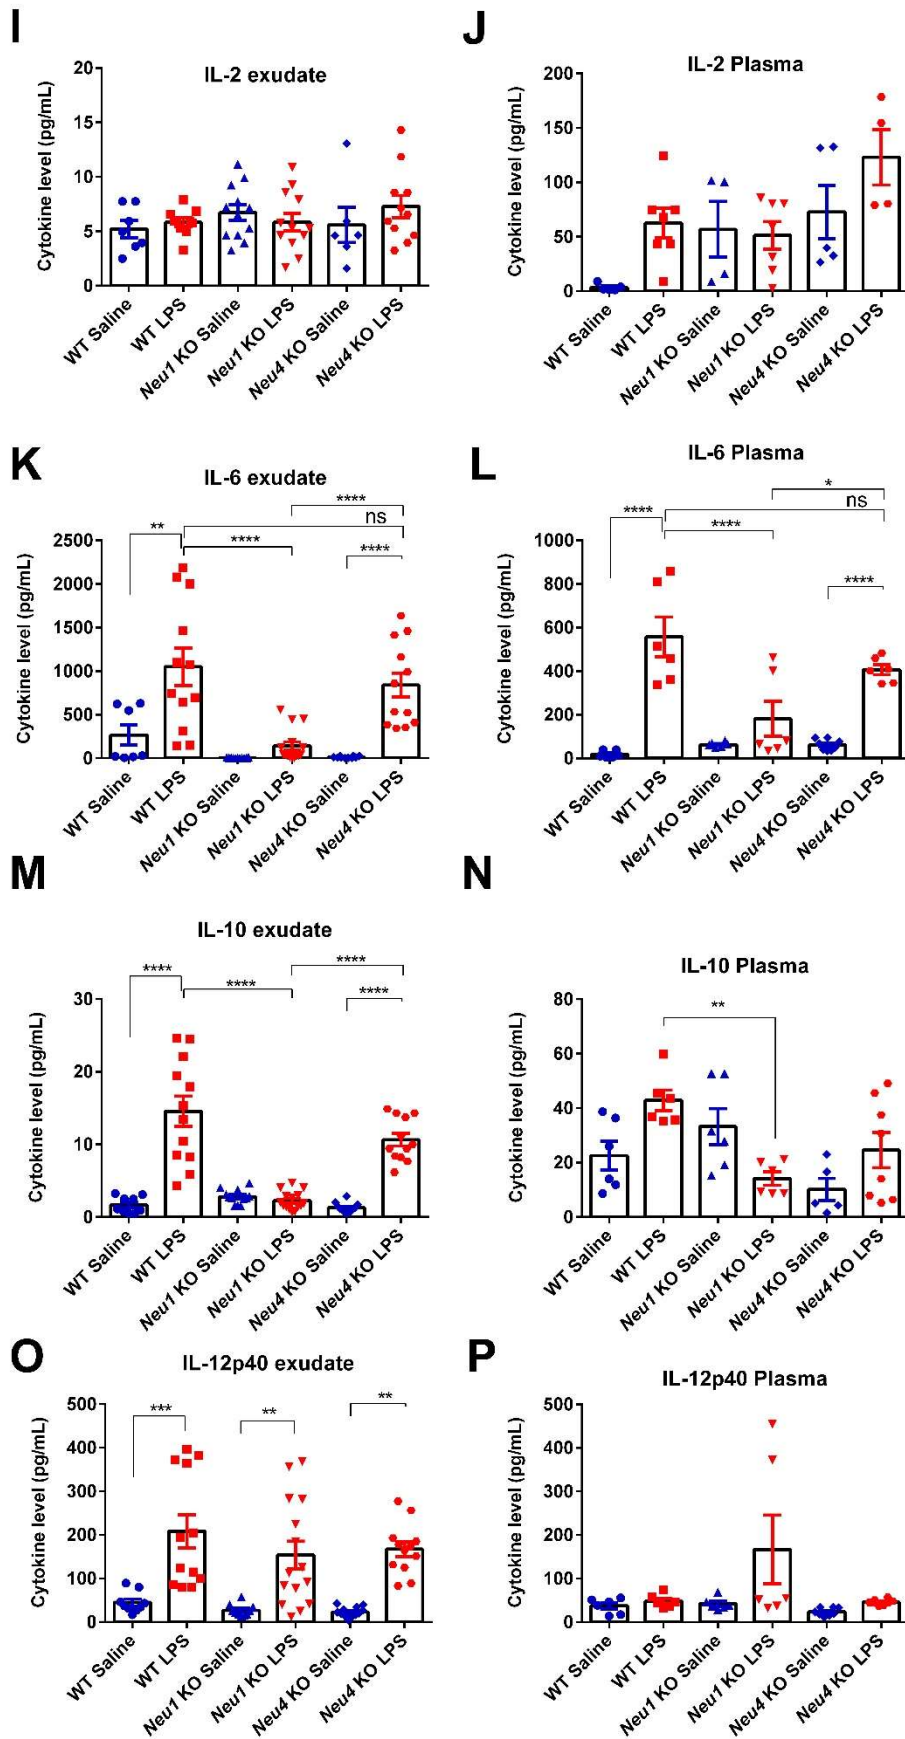 I
IL-2 exudate
Cytokine level (pg/mL)
20
15
10
5
0
WT Saline
WT LPS
Neu1 KO Saline
Neu1 KO LPS
Neu4 KO Saline
Neu4 KO LPS
J
IL-2 Plasma
Cytokine level (pg/mL)
200
150
100
50
0
WT Saline
WT LPS
Neu1 KO Saline
Neu1 KO LPS
Neu4 KO Saline
Neu4 KO LPS
K
IL-6 exudate
****
ns
**
****
****
Cytokine level (pg/mL)
2500
2000
1500
1000
500
0
WT Saline
WT LPS
Neu1 KO Saline
Neu1 KO LPS
Neu4 KO Saline
Neu4 KO LPS
L
IL-6 Plasma
*
ns
****
****
****
Cytokine level (pg/mL)
1000
800
600
400
200
0
WT Saline
WT LPS
Neu1 KO Saline
Neu1 KO LPS
Neu4 KO Saline
Neu4 KO LPS
M
IL-10 exudate
****
****
****
****
Cytokine level (pg/mL)
30
20
10
0
WT Saline
WT LPS
Neu1 KO Saline
Neu1 KO LPS
Neu4 KO Saline
Neu4 KO LPS
N
IL-10 Plasma
**
Cytokine level (pg/mL)
80
60
40
20
0
WT Saline
WT LPS
Neu1 KO Saline
Neu1 KO LPS
Neu4 KO Saline
Neu4 KO LPS
O
IL-12p40 exudate
***
**
**
Cytokine level (pg/mL)
500
400
300
200
100
0
WT Saline
WT LPS
Neu1 KO Saline
Neu1 KO LPS
Neu4 KO Saline
Neu4 KO LPS
P
IL-12p40 Plasma
Cytokine level (pg/mL)
500
400
300
200
100
0
WT Saline
WT LPS
Neu1 KO Saline
Neu1 KO LPS
Neu4 KO Saline
Neu4 KO LPS